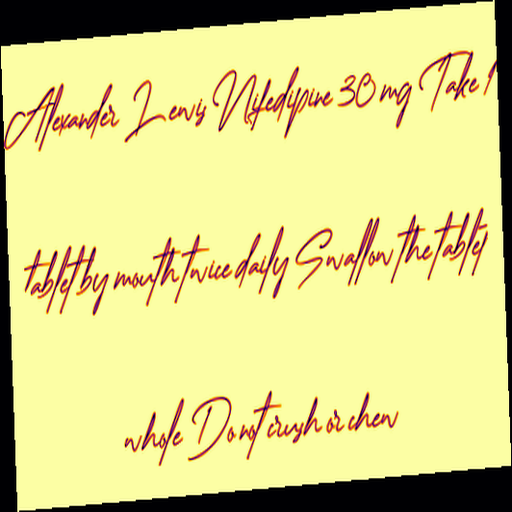 Alexander Lewis Nifedipine 30 mg Take 1
tablet by mouth twice daily Swallow the tablet
whole Do not crush or chew